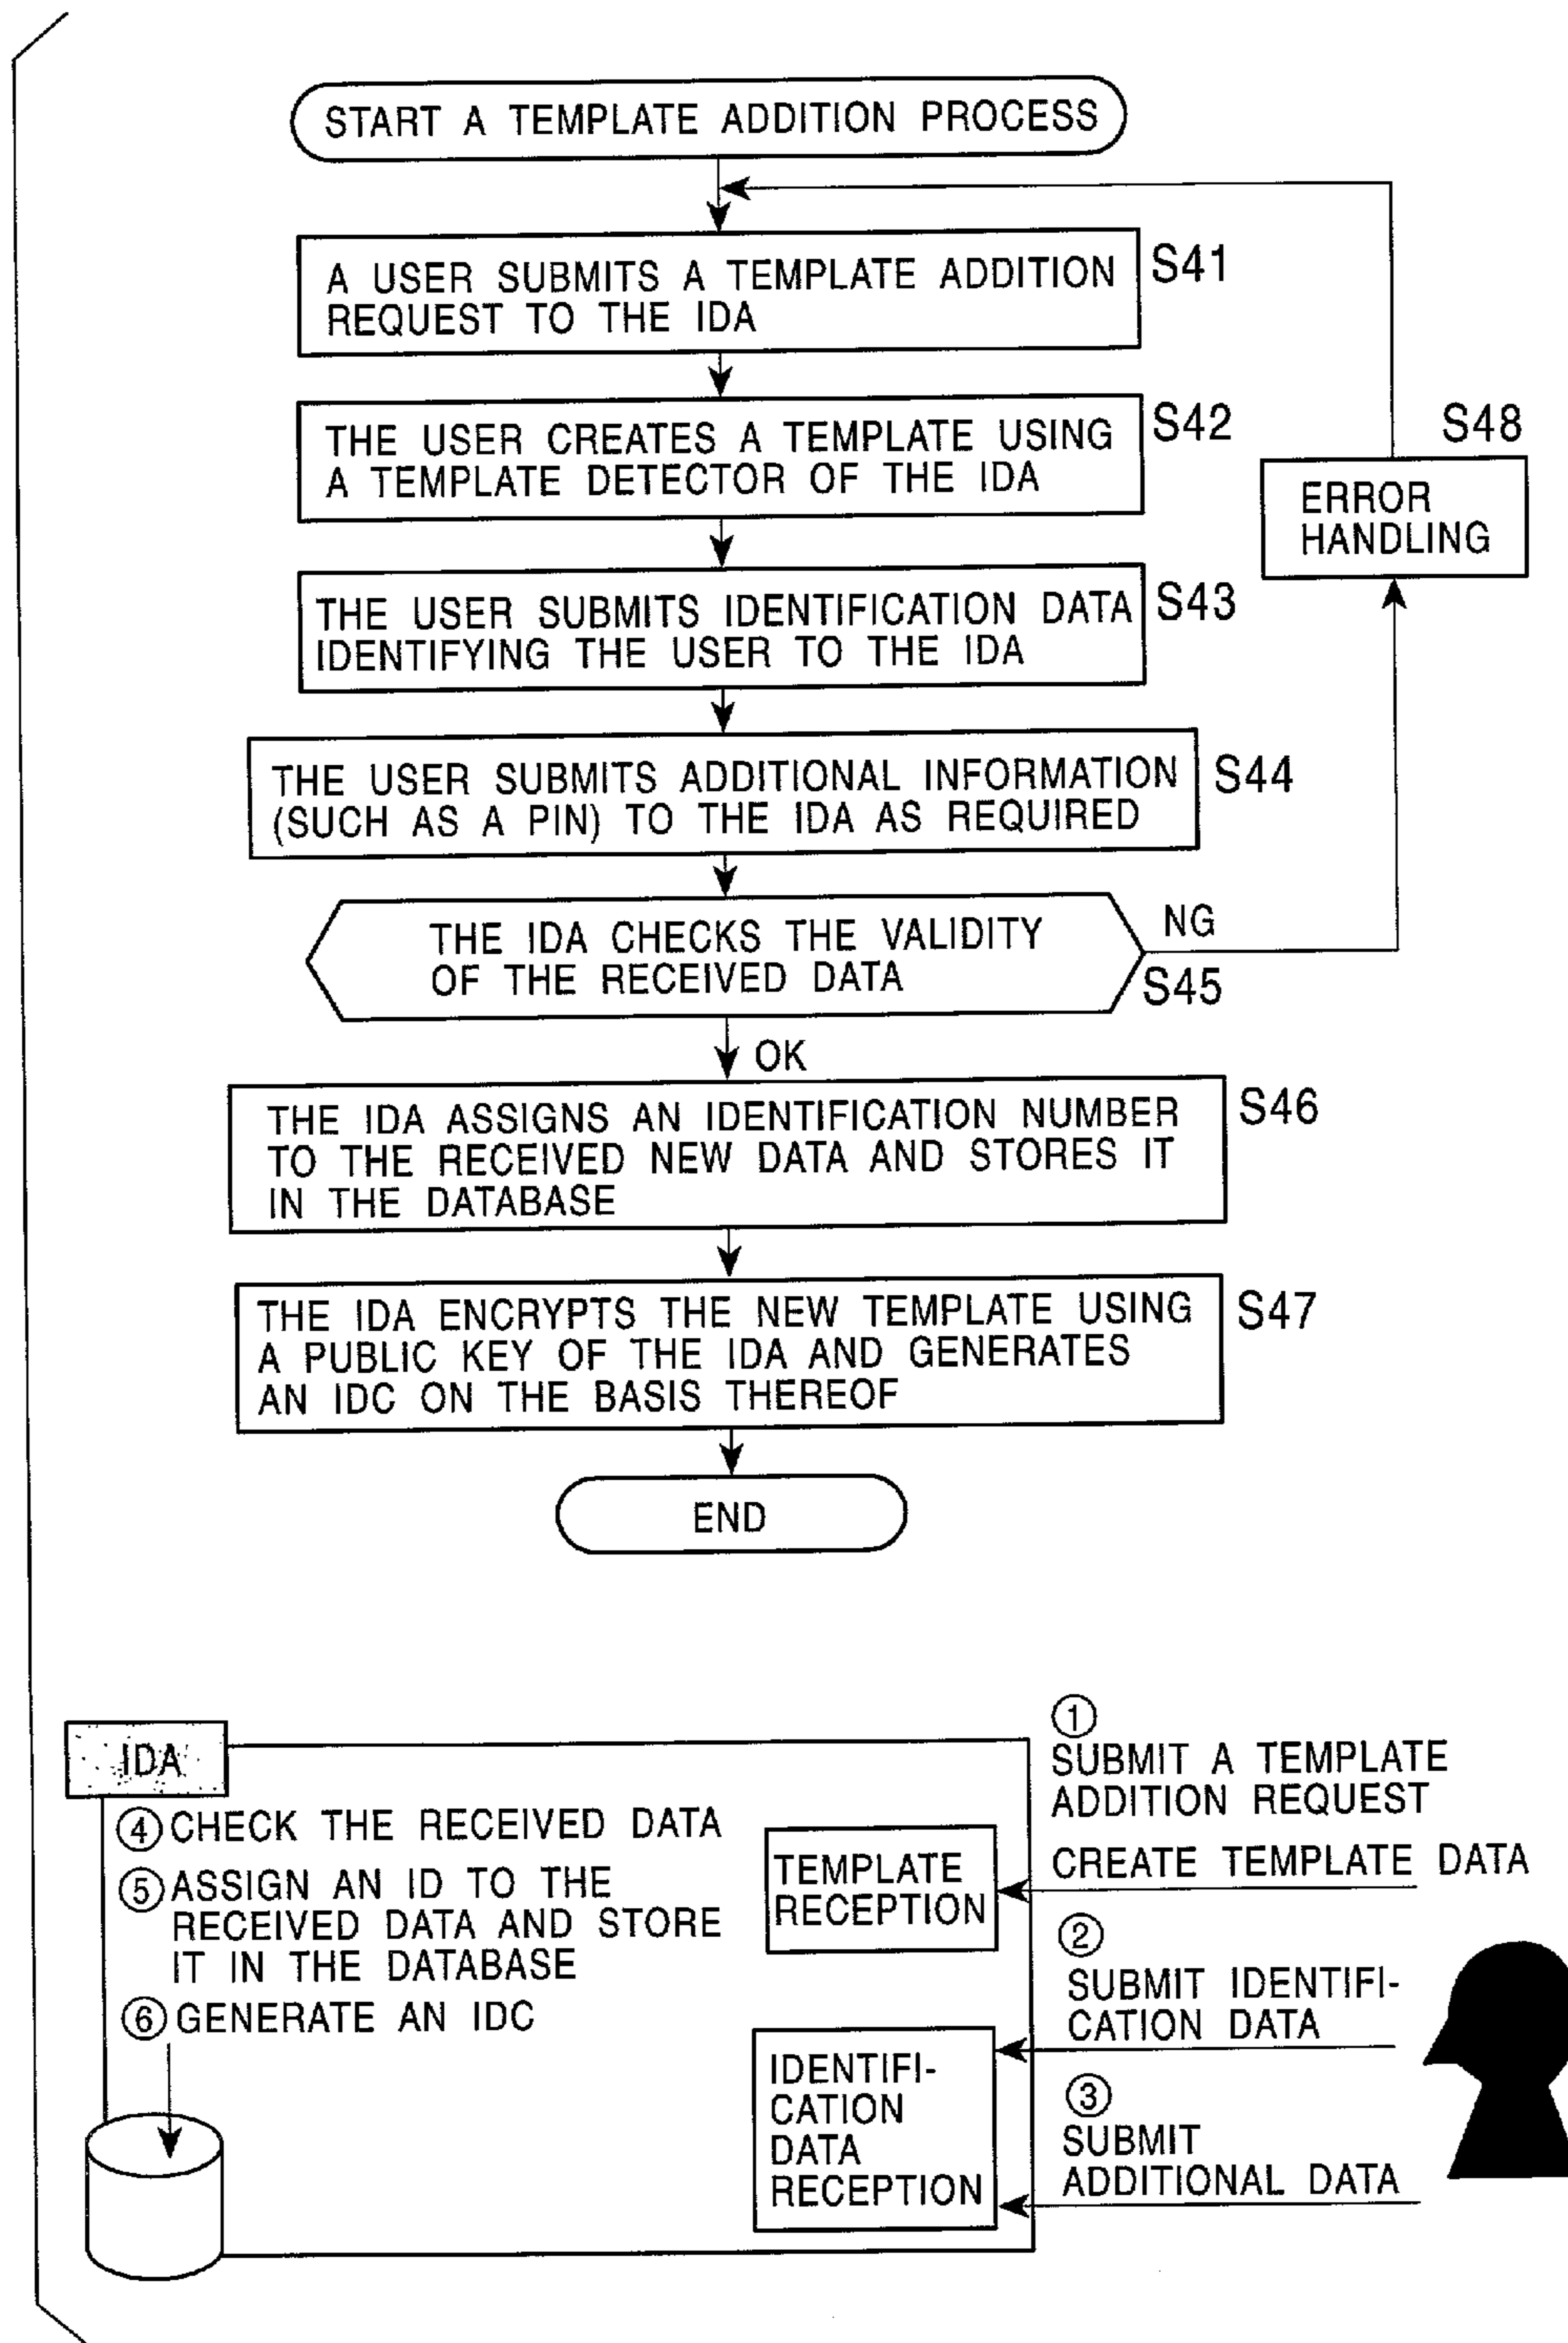 START A TEMPLATE ADDITION PROCESS
A USER SUBMITS A TEMPLATE ADDITION
REQUEST TO THE IDA
S41
THE USER CREATES A TEMPLATE USING
A TEMPLATE DETECTOR OF THE IDA
S42
S48
ERROR
HANDLING
THE USER SUBMITS IDENTIFICATION DATA
IDENTIFYING THE USER TO THE IDA
S43
THE USER SUBMITS ADDITIONAL INFORMATION
(SUCH AS A PIN) TO THE IDA AS REQUIRED
S44
THE IDA CHECKS THE VALIDITY
OF THE RECEIVED DATA
NG
S45
OK
THE IDA ASSIGNS AN IDENTIFICATION NUMBER
TO THE RECEIVED NEW DATA AND STORES IT
IN THE DATABASE
S46
THE IDA ENCRYPTS THE NEW TEMPLATE USING
A PUBLIC KEY OF THE IDA AND GENERATES
AN IDC ON THE BASIS THEREOF
S47
END
IDA
④ CHECK THE RECEIVED DATA
⑤ ASSIGN AN ID TO THE
RECEIVED DATA AND STORE
IT IN THE DATABASE
⑥ GENERATE AN IDC
TEMPLATE
RECEPTION
IDENTIFI-
CATION
DATA
RECEPTION
①
SUBMIT A TEMPLATE
ADDITION REQUEST
CREATE TEMPLATE DATA
②
SUBMIT IDENTIFI-
CATION DATA
③
SUBMIT
ADDITIONAL DATA